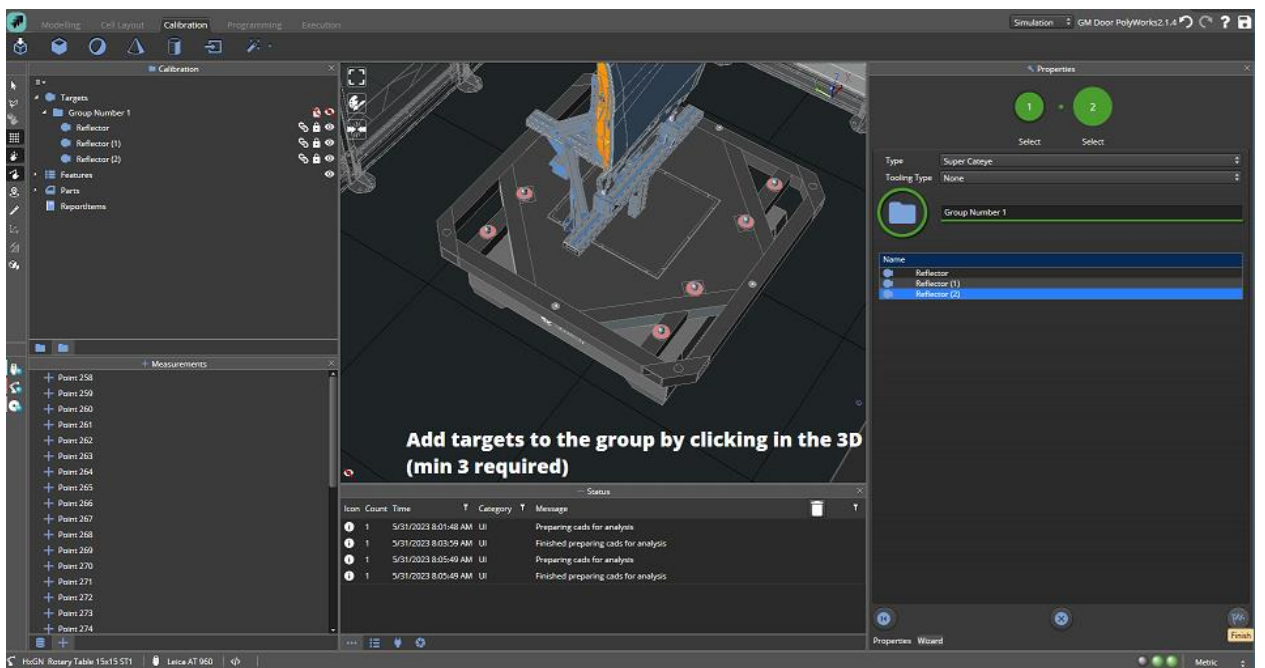 Modelling Cell Layout Calibration Programming Execution
Simulation GM Door PolyWorks2.1.4 ?
Calibration
Targets
Group Number 1
Reflector
Reflector (1)
Reflector (2)
Features
Parts
ReportItems
Measurements
Point 258
Point 259
Point 260
Point 261
Point 262
Point 263
Point 264
Point 265
Point 266
Point 267
Point 268
Point 269
Point 270
Point 271
Point 272
Point 273
Point 274
Add targets to the group by clicking in the 3D
(min 3 required)
Status
Icon Count Time Category Message
1 5/31/2023 8:01:48 AM UI Preparing cads for analysis
1 5/31/2023 8:03:59 AM UI Finished preparing cads for analysis
1 5/31/2023 8:05:49 AM UI Preparing cads for analysis
1 5/31/2023 8:05:49 AM UI Finished preparing cads for analysis
Properties
1 2
Select Select
Type Super Cateye
Tooling Type None
Group Number 1
Name
Reflector
Reflector (1)
Reflector (2)
Properties Wizard
Finish
HxGN Rotary Table 15x15 ST1 Leica AT 960 </> Metric